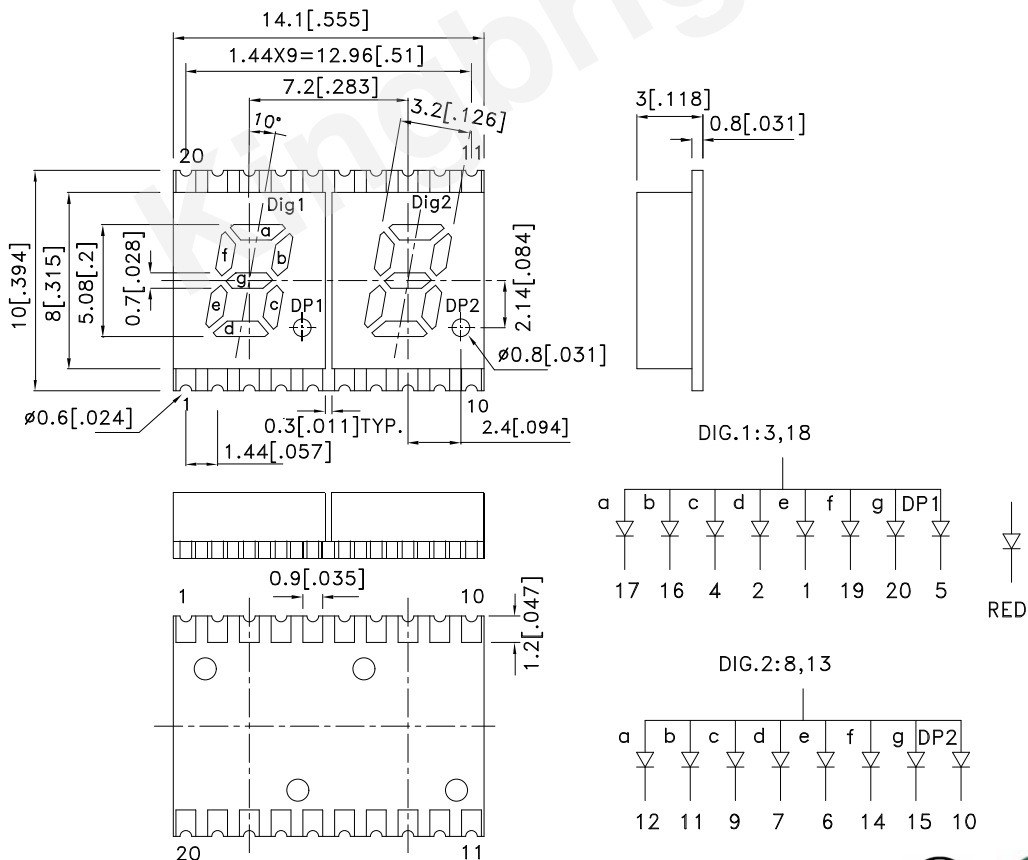 14.1[.555]
1.44X9=12.96[.51]
7.2[.283]
3.2[.126]
10°
20
11
Dig1
Dig2
a
b
c
d
e
f
g
DP1
DP2
10[.394]
8[.315]
5.08[.2]
0.7[.028]
2.14[.084]
ø0.8[.031]
ø0.6[.024]
1
10
0.3[.011]TYP.
2.4[.094]
1.44[.057]
3[.118]
0.8[.031]
Kingbrig
DIG.1:3,18
a b c d e f g DP1
17 16 4 2 1 19 20 5
RED
0.9[.035]
1
10
1.2[.047]
20
11
DIG.2:8,13
a b c d e f g DP2
12 11 9 7 6 14 15 10